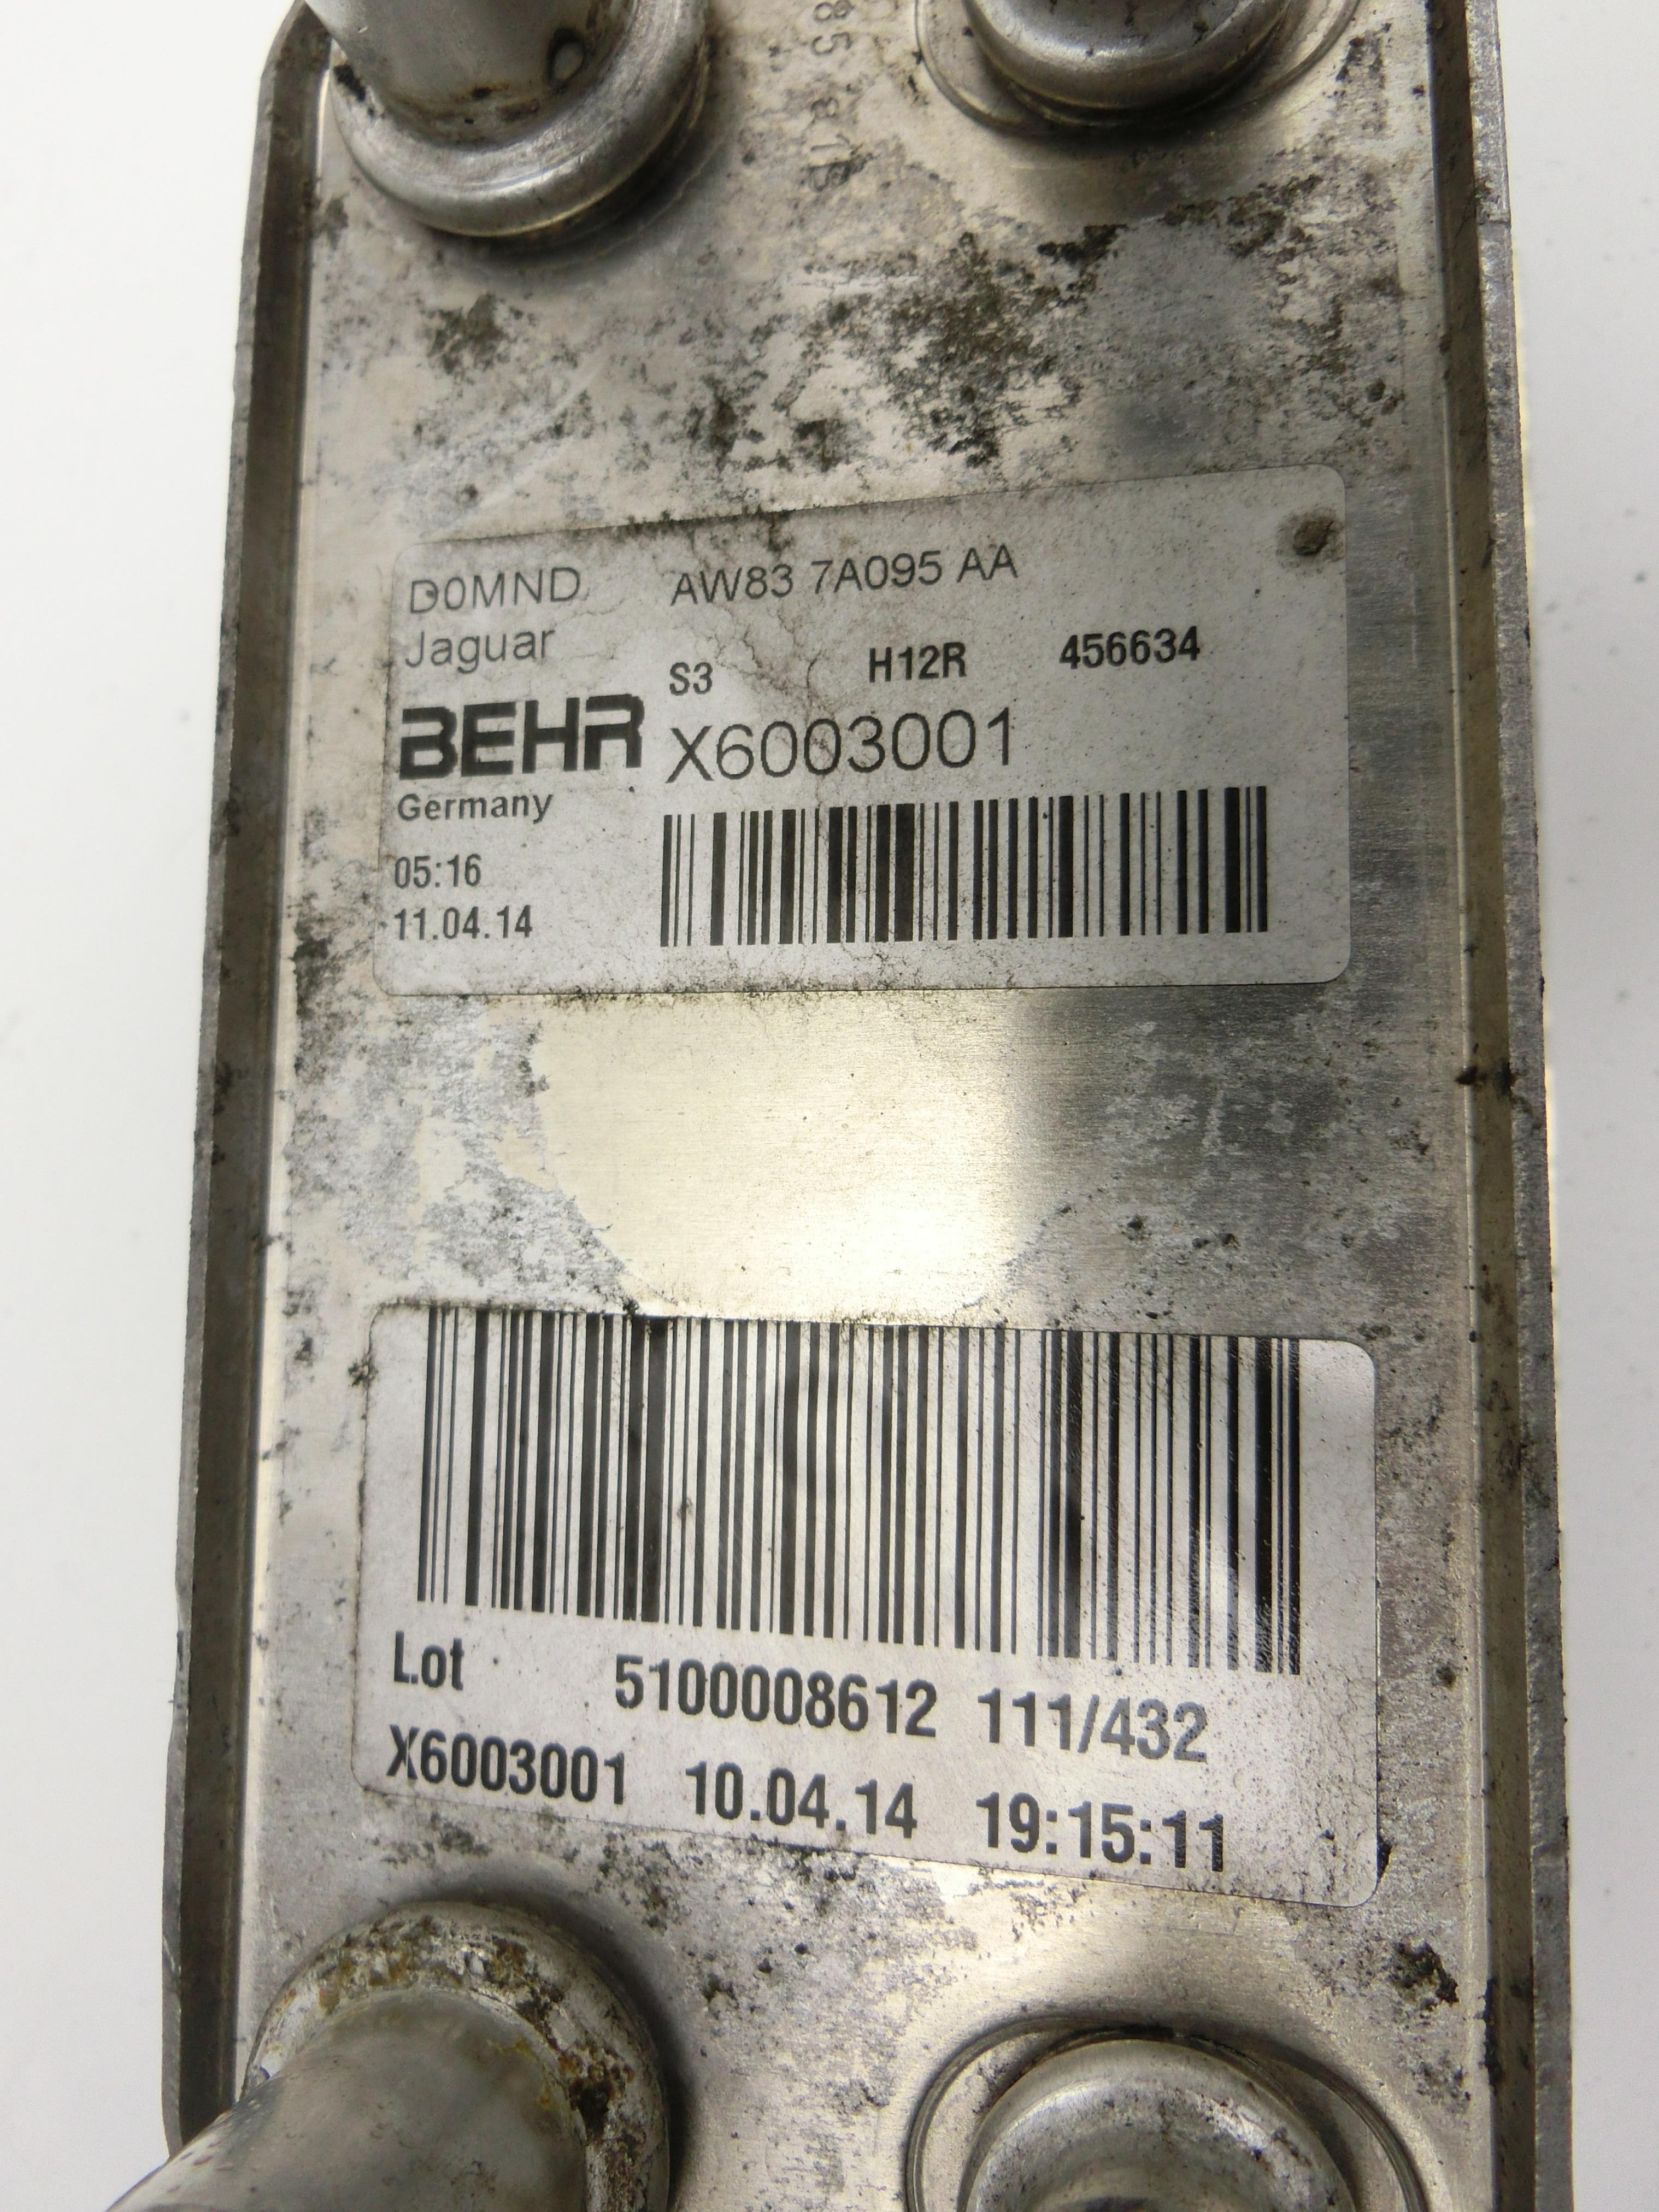 D0MND AW83 7A095 AA
Jaguar
S3 H12R 456634
BEHR X6003001
Germany
05:16
11.04.14
Lot 5100008612 111/432
X6003001 10.04.14 19:15:11